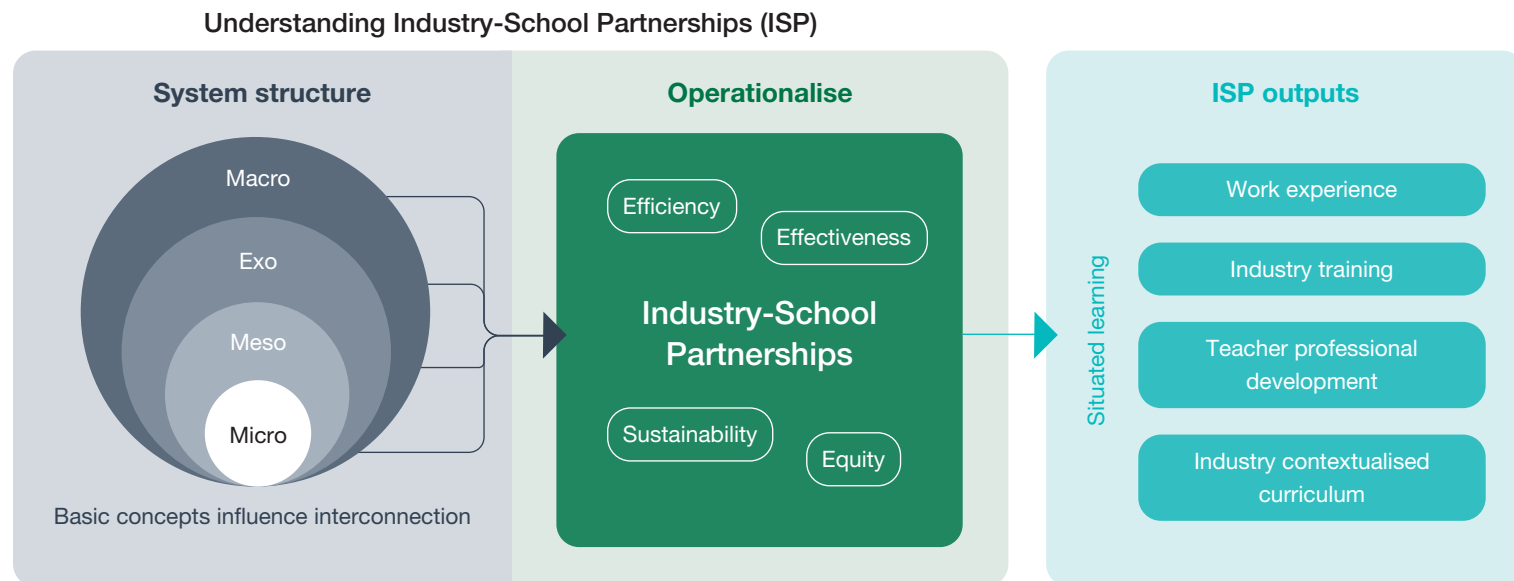 Understanding Industry-School Partnerships (ISP)
System structure
Macro
Exo
Meso
Micro
Basic concepts influence interconnection
Operationalise
Efficiency
Effectiveness
Industry-School
Partnerships
Sustainability
Equity
ISP outputs
Situated learning
Work experience
Industry training
Teacher professional
development
Industry contextualised
curriculum